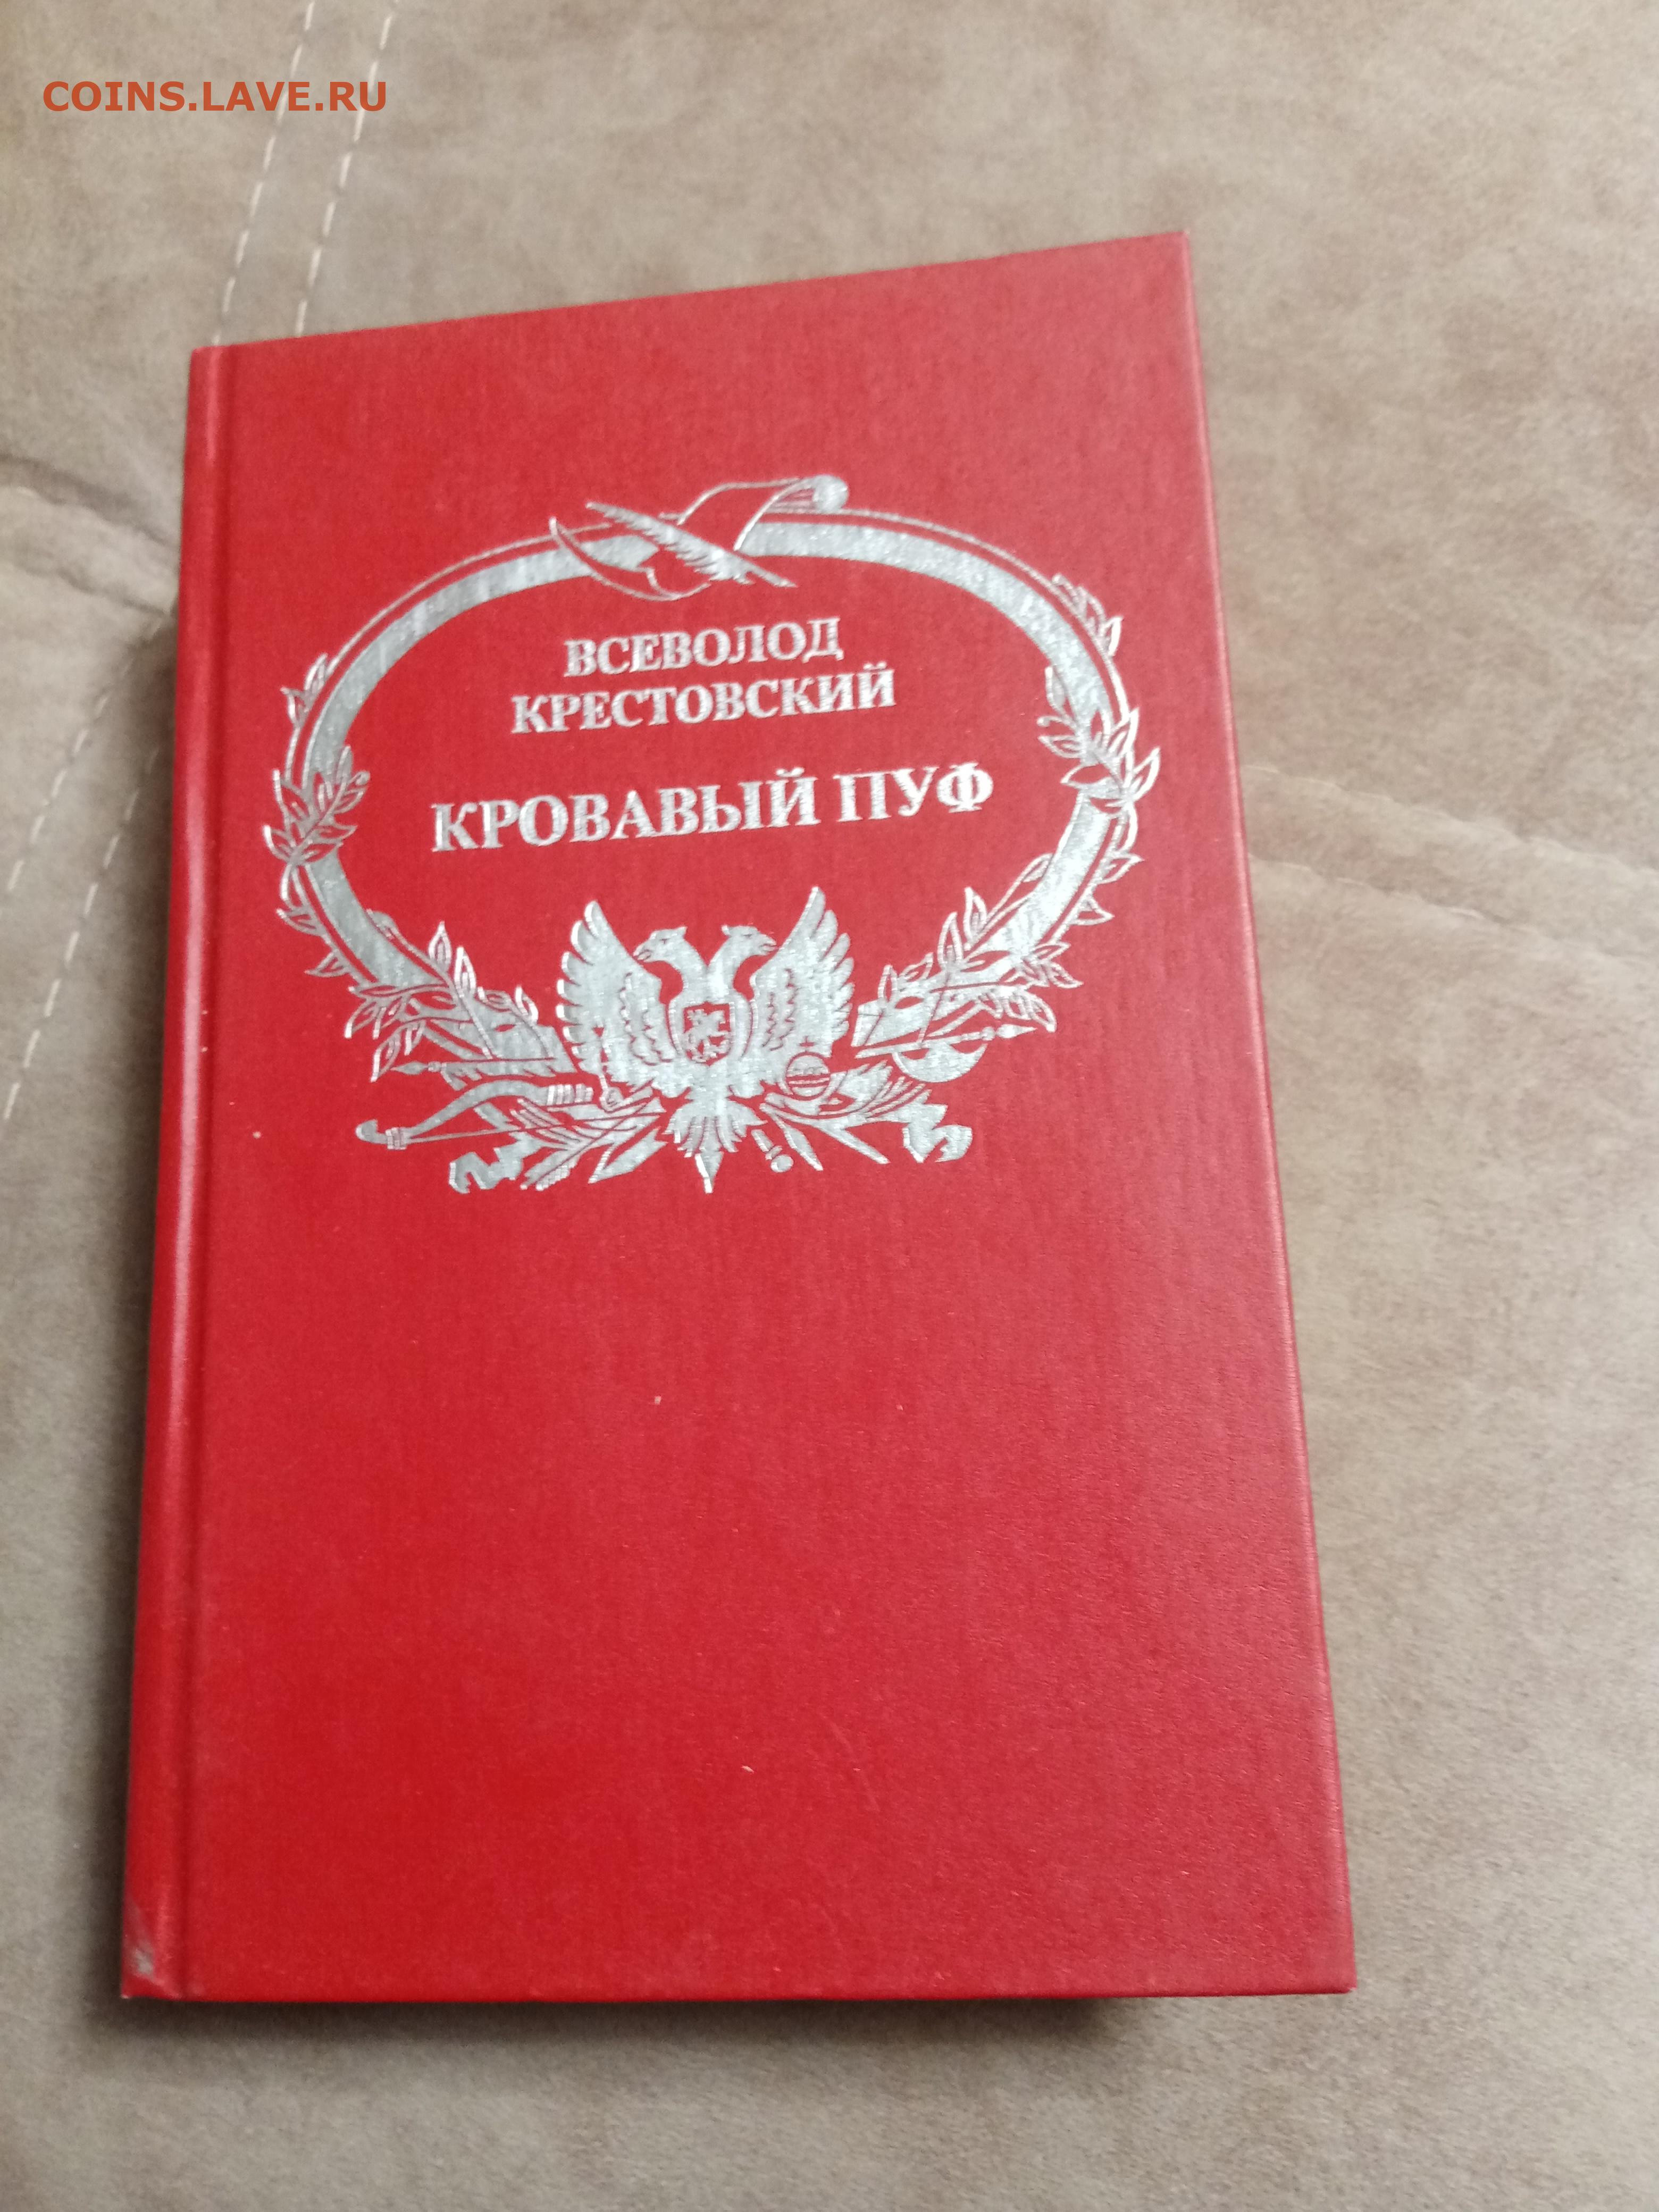 COINS.LAVE.RU
ВСЕВОЛОД
КРЕСТОВСКИЙ
КРОВАВЫЙ ПУФ